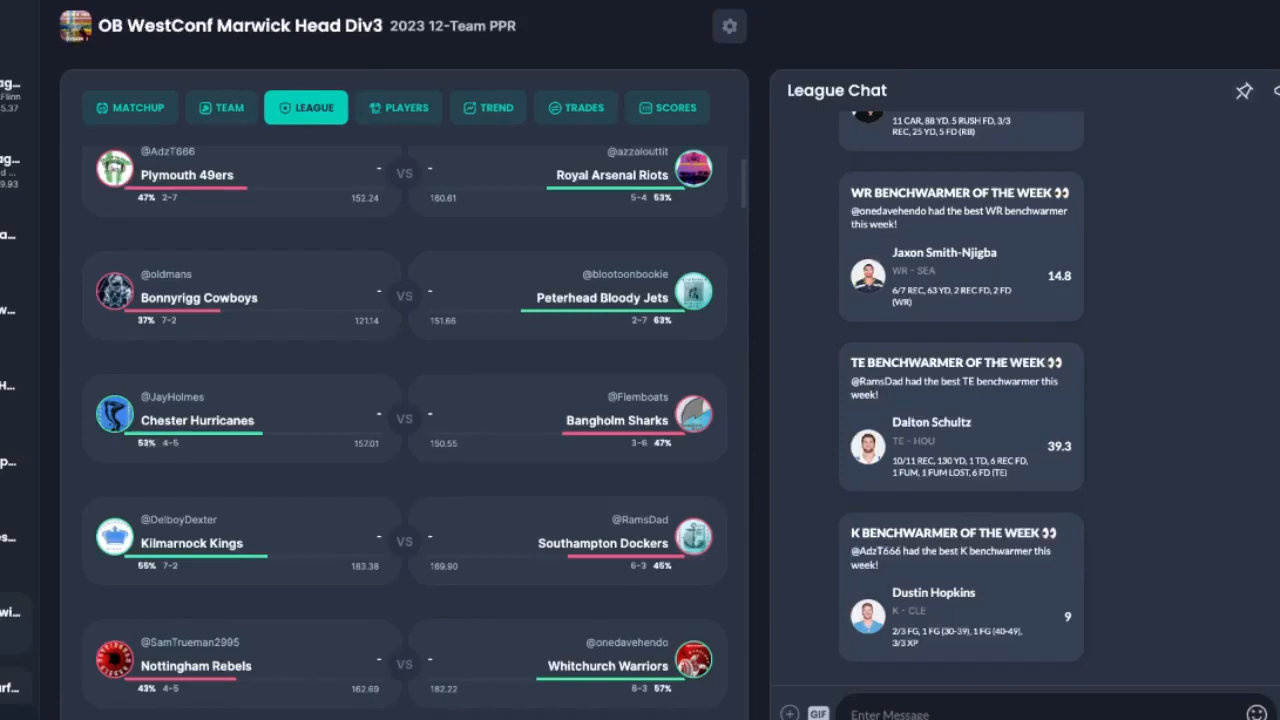 OB WestConf Marwick Head Div3 2023 12-Team PPR
MATCHUP TEAM LEAGUE PLAYERS TREND TRADES SCORES
@AdzT666
Plymouth 49ers -
47% 2-7 152.24
VS
@azzalouttit
- Royal Arsenal Riots
160.61 5-4 53%
@oldmans
Bonnyrigg Cowboys -
37% 7-2 121.14
VS
@blootoonbookie
- Peterhead Bloody Jets
151.66 2-7 63%
@JayHolmes
Chester Hurricanes -
53% 4-5 157.01
VS
@Flemboats
- Bangholm Sharks
150.55 3-6 47%
@DelboyDexter
Kilmarnock Kings -
55% 7-2 183.38
VS
@RamsDad
- Southampton Dockers
169.90 6-3 45%
@SamTrueman2995
Nottingham Rebels -
43% 4-5 162.69
VS
@onedavehendo
- Whitchurch Warriors
182.22 6-3 57%
League Chat
11 CAR, 88 YD, 5 RUSH FD, 3/3
REC, 25 YD, 5 FD (RB)
WR BENCHWARMER OF THE WEEK 👀
@onedavehendo had the best WR benchwarmer
this week!
Jaxon Smith-Njigba
WR - SEA
14.8
6/7 REC, 63 YD, 2 REC FD, 2 FD
(WR)
TE BENCHWARMER OF THE WEEK 👀
@RamsDad had the best TE benchwarmer this
week!
Dalton Schultz
TE - HOU
39.3
10/11 REC, 130 YD, 1 TD, 6 REC FD,
1 FUM, 1 FUM LOST, 6 FD (TE)
K BENCHWARMER OF THE WEEK 👀
@AdzT666 had the best K benchwarmer this
week!
Dustin Hopkins
K - CLE
9
2/3 FG, 1 FG (30-39), 1 FG (40-49),
3/3 XP
GIF Enter Message
ag...
Flinn
5.37
ag...
d ...
9.93
a...
w...
H...
p...
es...
wi...
urf...